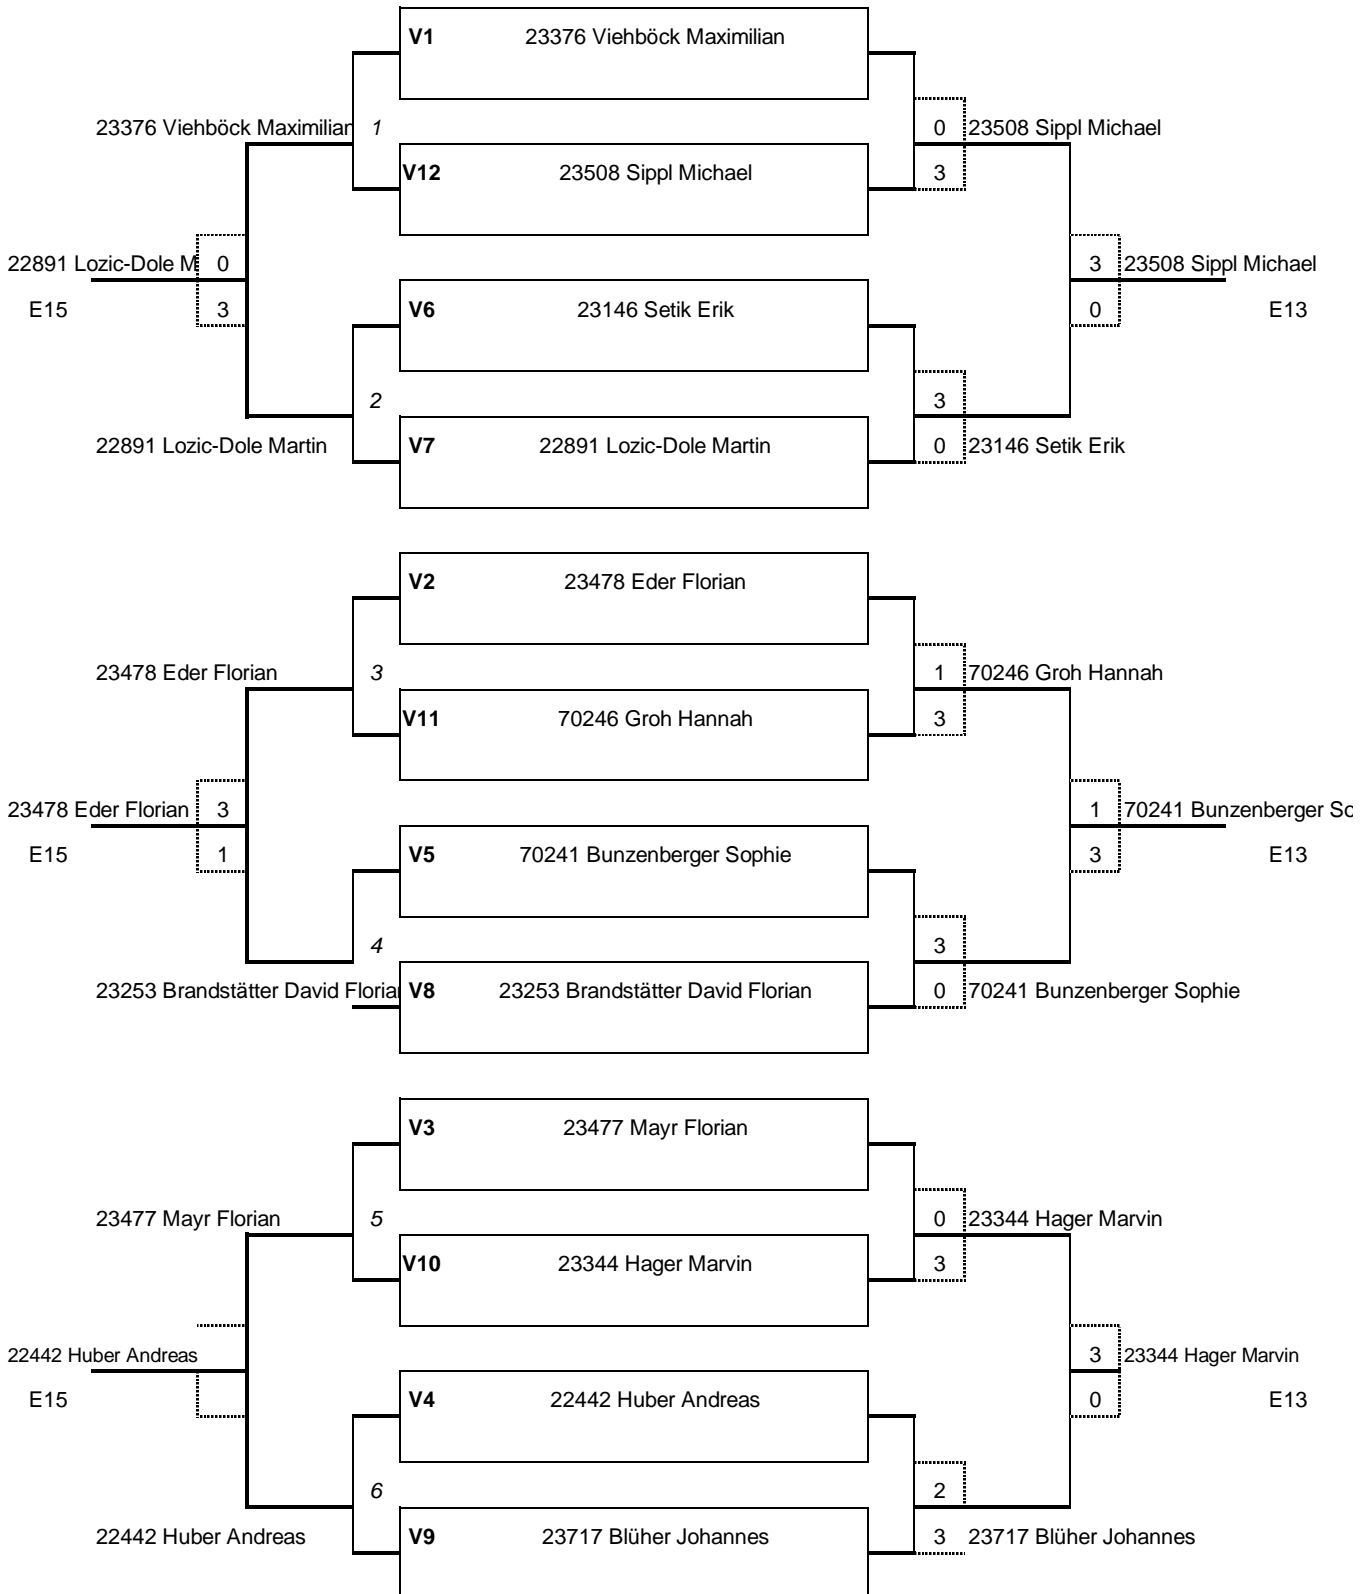 V1 23376 Viehböck Maximilian
23376 Viehböck Maximilian 1 0 23508 Sippl Michael
V12 23508 Sippl Michael 3
22891 Lozic-Dole M 0 3 23508 Sippl Michael
E15 3 V6 23146 Setik Erik 0 E13
2 3
22891 Lozic-Dole Martin V7 22891 Lozic-Dole Martin 0 23146 Setik Erik
V2 23478 Eder Florian
23478 Eder Florian 3 1 70246 Groh Hannah
V11 70246 Groh Hannah 3
23478 Eder Florian 3 1 70241 Bunzenberger So
E15 1 V5 70241 Bunzenberger Sophie 3 E13
4 3
23253 Brandstätter David Florian V8 23253 Brandstätter David Florian 0 70241 Bunzenberger Sophie
V3 23477 Mayr Florian
23477 Mayr Florian 5 0 23344 Hager Marvin
V10 23344 Hager Marvin 3
22442 Huber Andreas 3 23344 Hager Marvin
E15 V4 22442 Huber Andreas 0 E13
6 2
22442 Huber Andreas V9 23717 Blüher Johannes 3 23717 Blüher Johannes